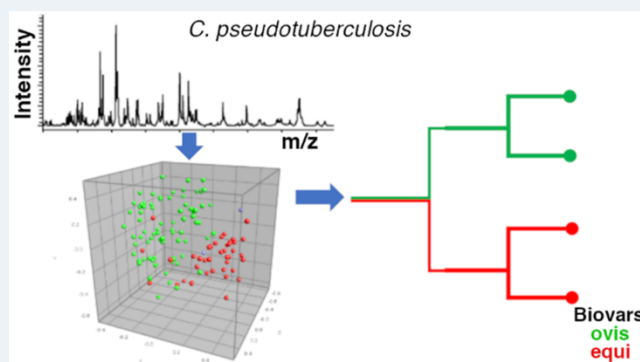 C. pseudotuberculosis
Intensity
m/z
Biovars
ovis
equi